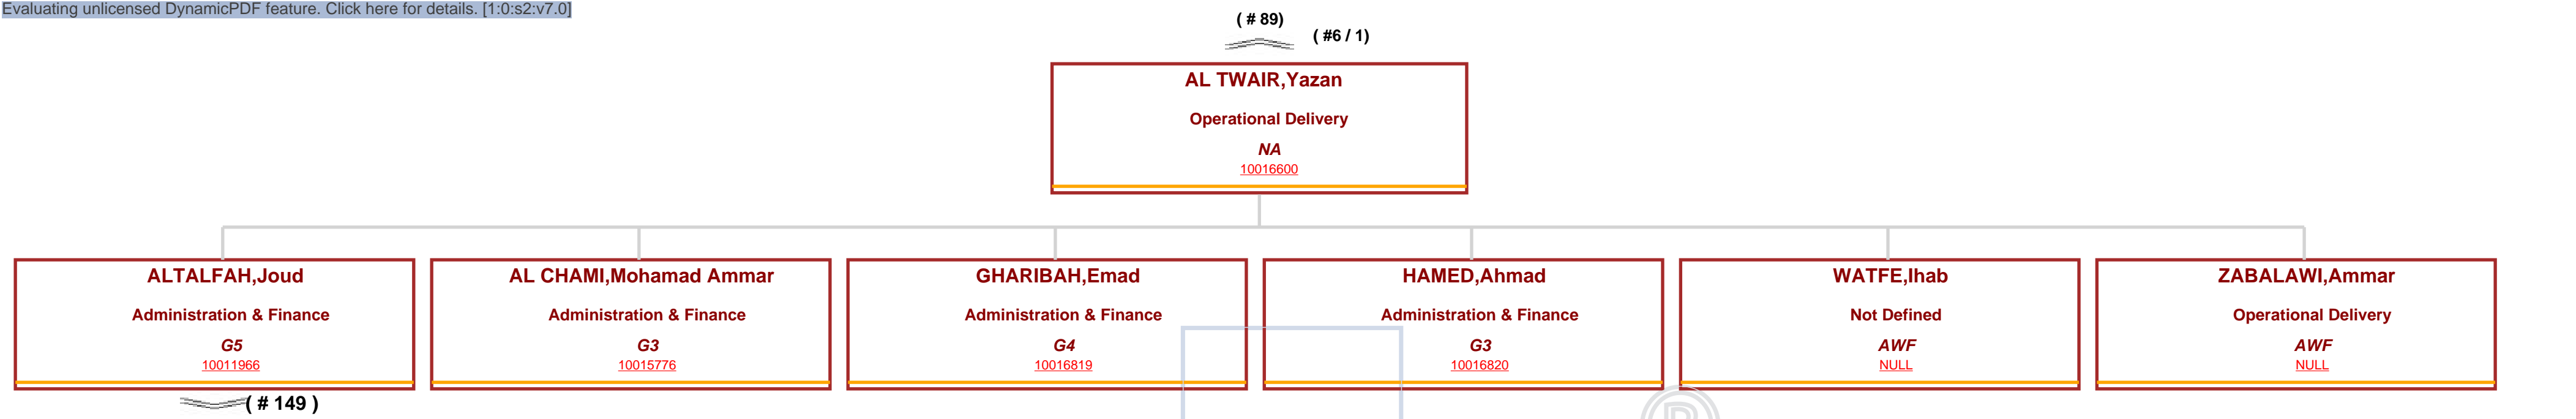 Evaluating unlicensed DynamicPDF feature. Click here for details. [1:0:s2:v7.0]
( # 89)
( #6 / 1)
AL TWAIR,Yazan
Operational Delivery
NA
10016600
ALTALFAH,Joud
Administration & Finance
G5
10011966
( # 149 )
AL CHAMI,Mohamad Ammar
Administration & Finance
G3
10015776
GHARIBAH,Emad
Administration & Finance
G4
10016819
HAMED,Ahmad
Administration & Finance
G3
10016820
WATFE,Ihab
Not Defined
AWF
NULL
ZABALAWI,Ammar
Operational Delivery
AWF
NULL